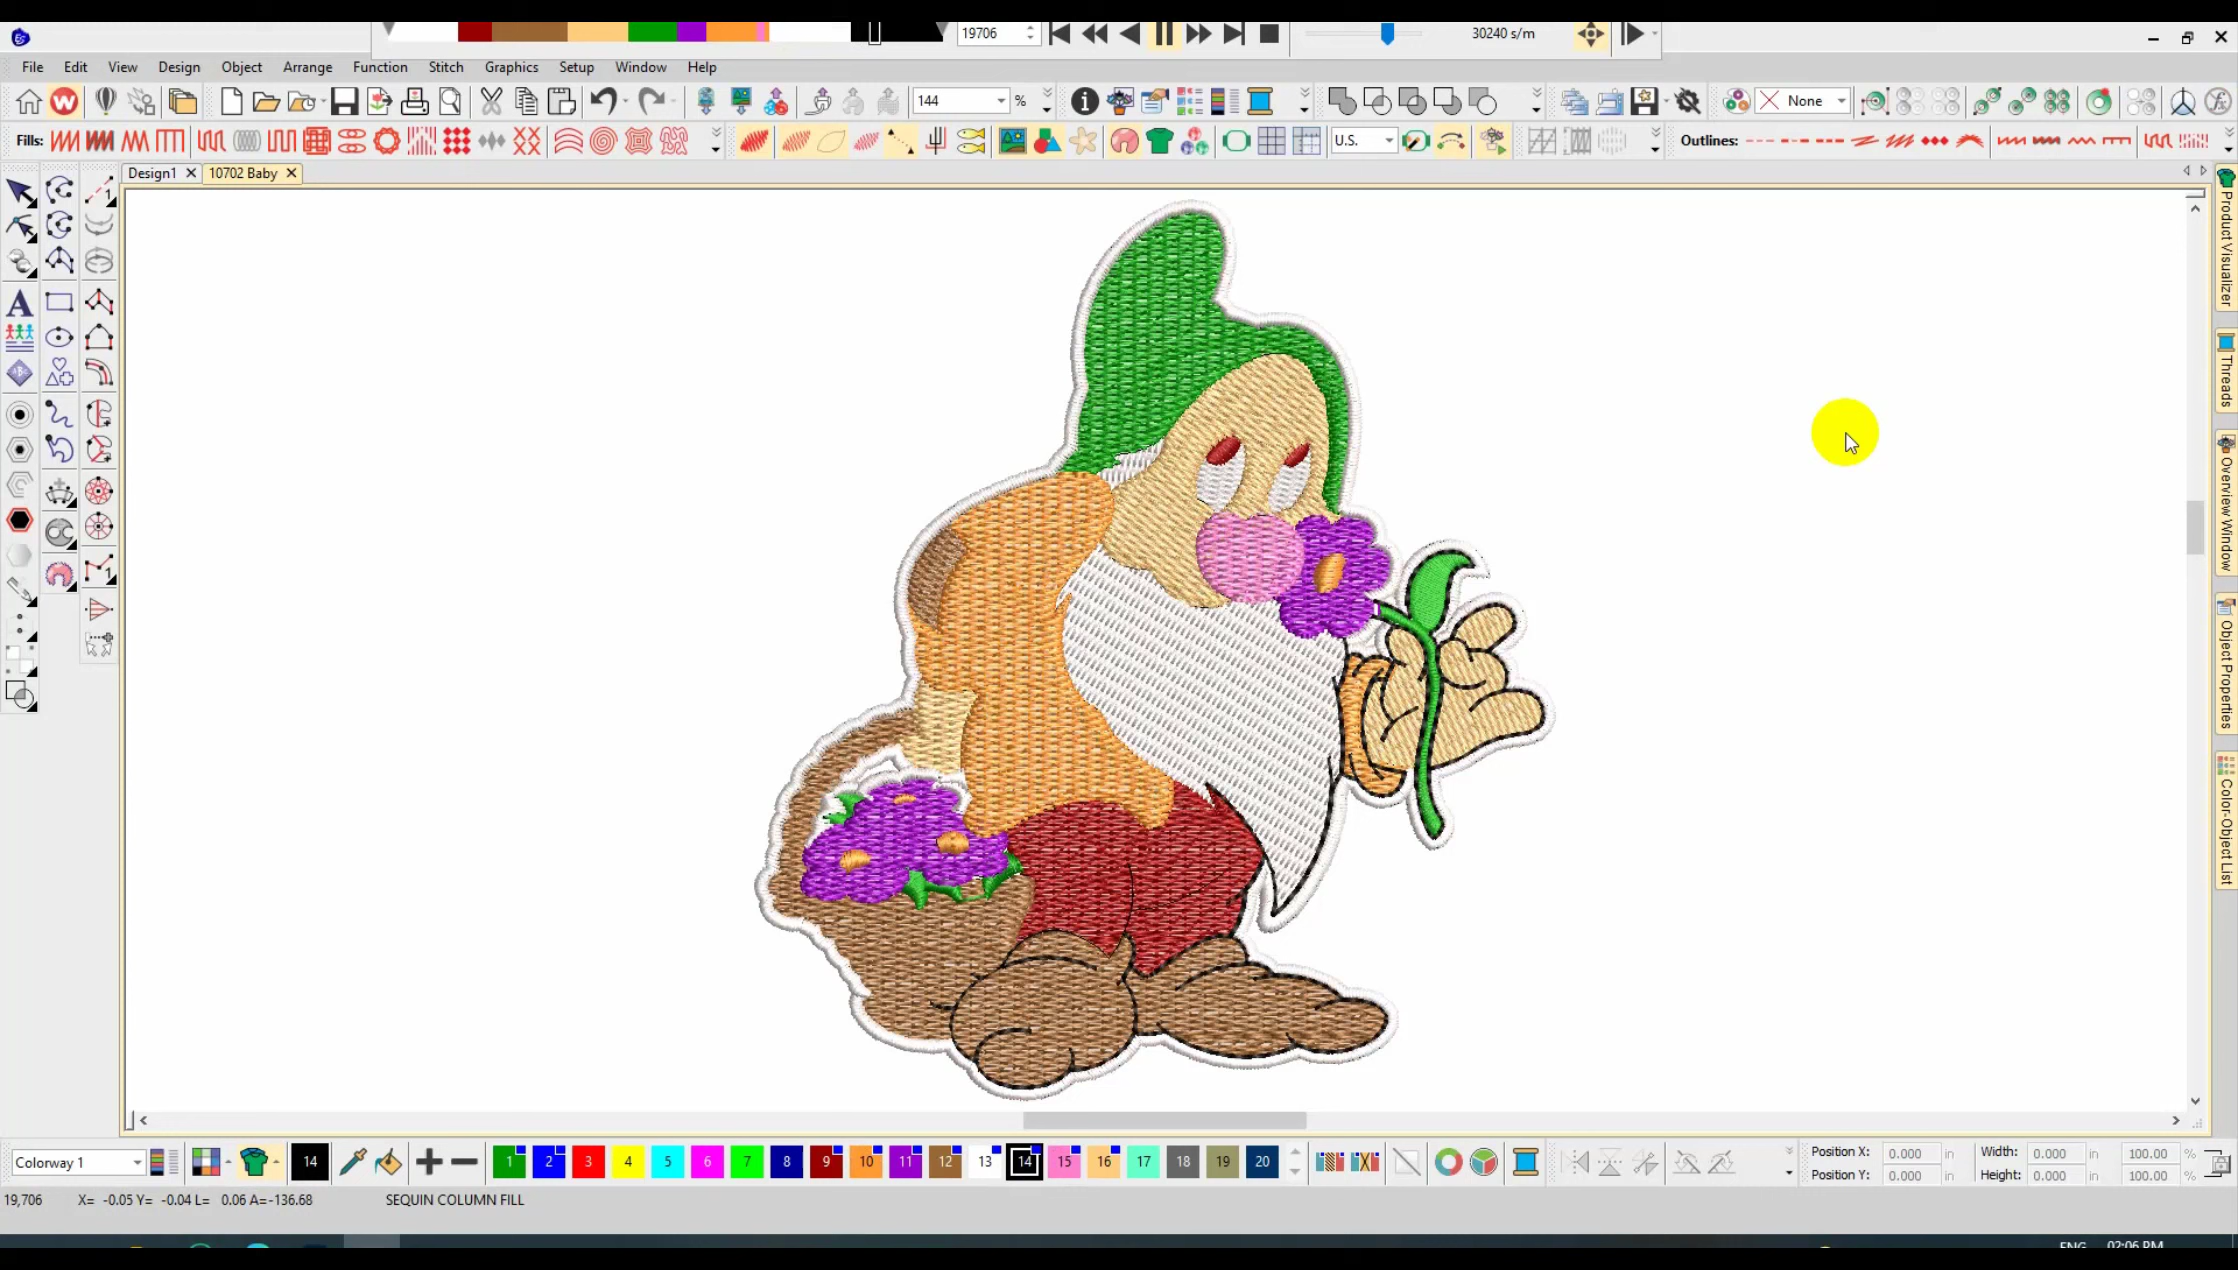 19706
30240 s/m
File Edit View Design Object Arrange Function Stitch Graphics Setup Window Help
144 %
None
Fills:
U.S.
Outlines:
Design1
10702 Baby
Product Visualizer
Threads
Overview Window
Object Properties
Color-Object List
Colorway 1
14
1 2 3 4 5 6 7 8 9 10 11 12 13 14 15 16 17 18 19 20
Position X: 0.000 in Width: 0.000 in 100.00 %
Position Y: 0.000 in Height: 0.000 in 100.00 %
19,706 X= -0.05 Y= -0.04 L= 0.06 A=-136.68 SEQUIN COLUMN FILL
ENG 02:06 PM